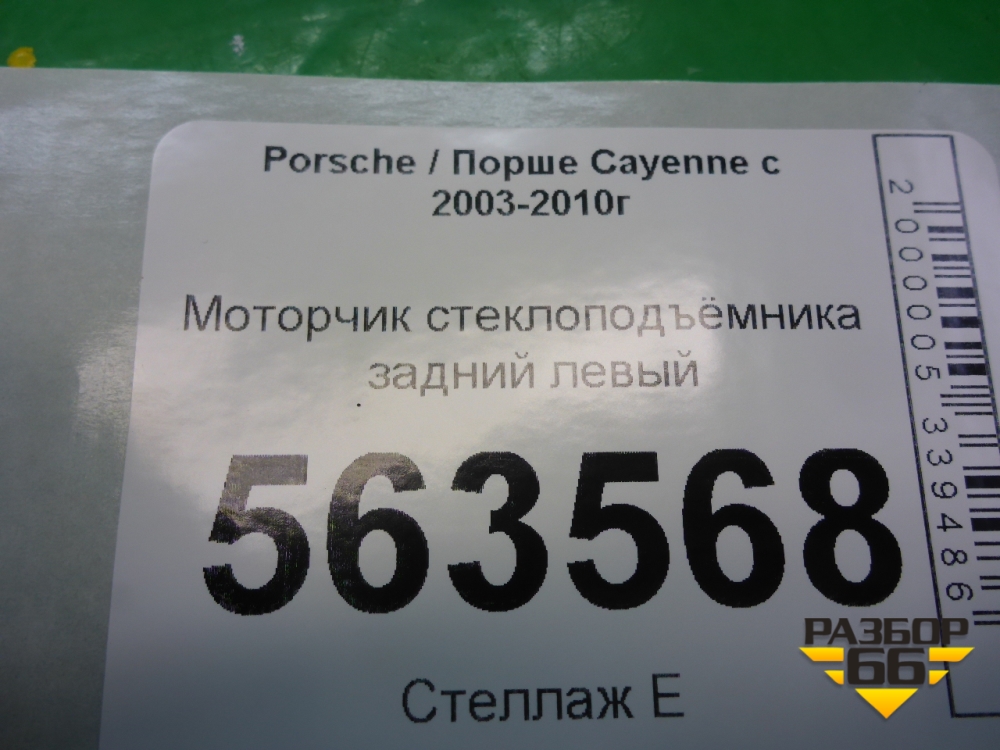 Porsche / Порше Cayenne с
2003-2010г
Моторчик стеклоподъёмника
задний левый
563568
Стеллаж Е
2000005339486
РАЗБОР
66